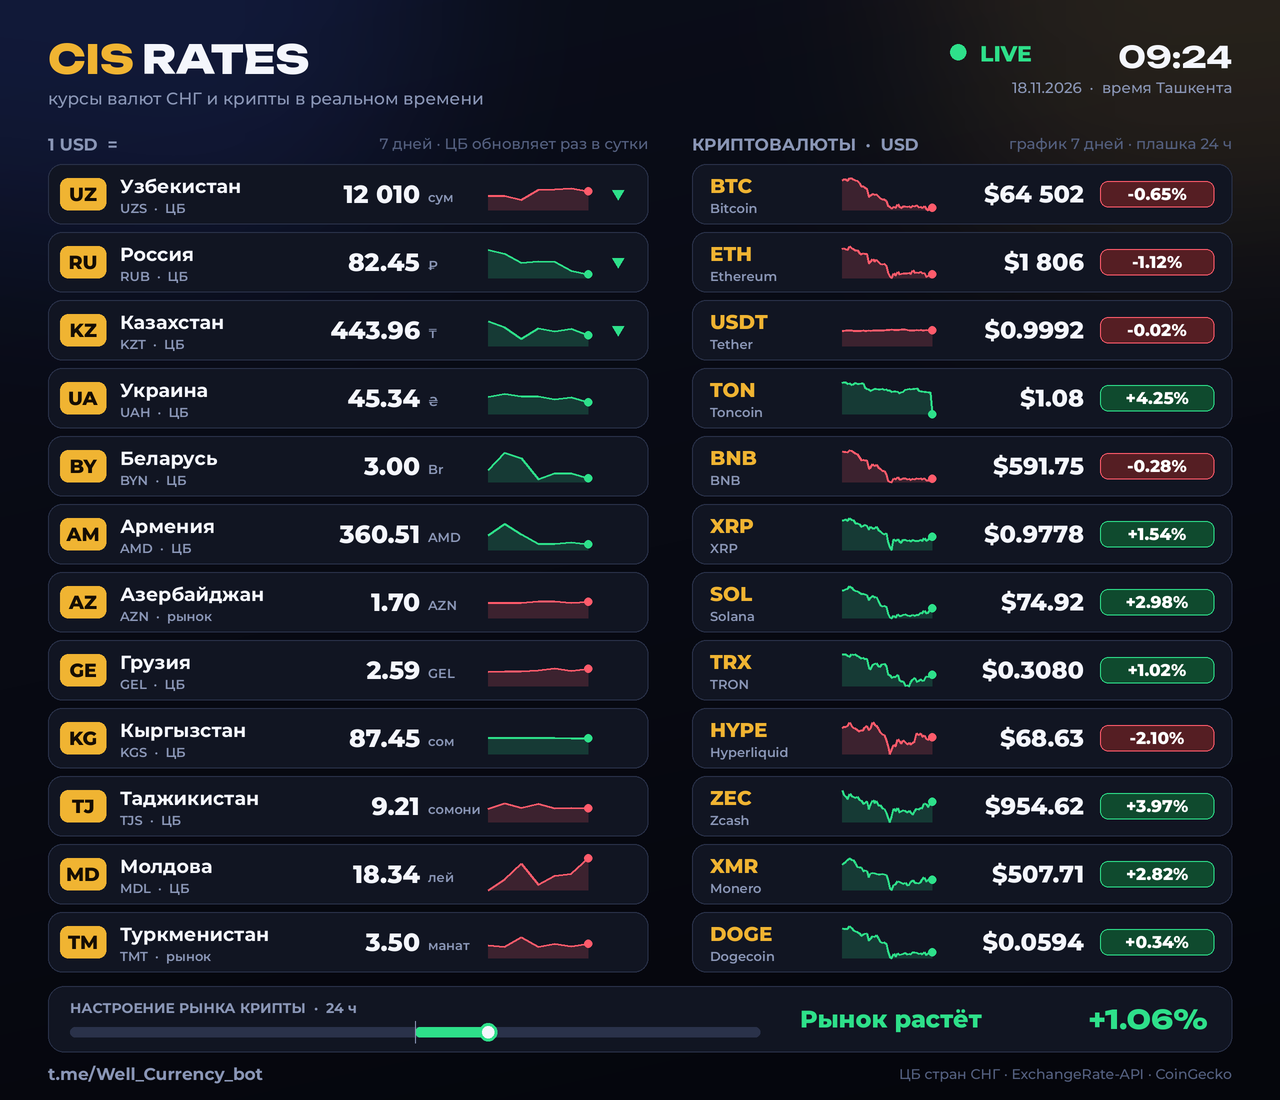 CIS RATES
курсы валют СНГ и крипты в реальном времени
LIVE 09:24
18.11.2026 · время Ташкента
1 USD = 7 дней · ЦБ обновляет раз в сутки
UZ Узбекистан 12 010 сум
UZS · ЦБ
RU Россия 82.45 ₽
RUB · ЦБ
KZ Казахстан 443.96 ₸
KZT · ЦБ
UA Украина 45.34 ₴
UAH · ЦБ
BY Беларусь 3.00 Br
BYN · ЦБ
AM Армения 360.51 AMD
AMD · ЦБ
AZ Азербайджан 1.70 AZN
AZN · рынок
GE Грузия 2.59 GEL
GEL · ЦБ
KG Кыргызстан 87.45 сом
KGS · ЦБ
TJ Таджикистан 9.21 сомони
TJS · ЦБ
MD Молдова 18.34 лей
MDL · ЦБ
TM Туркменистан 3.50 манат
TMT · рынок
КРИПТОВАЛЮТЫ · USD график 7 дней · плашка 24 ч
BTC $64 502 -0.65%
Bitcoin
ETH $1 806 -1.12%
Ethereum
USDT $0.9992 -0.02%
Tether
TON $1.08 +4.25%
Toncoin
BNB $591.75 -0.28%
BNB
XRP $0.9778 +1.54%
XRP
SOL $74.92 +2.98%
Solana
TRX $0.3080 +1.02%
TRON
HYPE $68.63 -2.10%
Hyperliquid
ZEC $954.62 +3.97%
Zcash
XMR $507.71 +2.82%
Monero
DOGE $0.0594 +0.34%
Dogecoin
НАСТРОЕНИЕ РЫНКА КРИПТЫ · 24 ч
Рынок растёт +1.06%
t.me/Well_Currency_bot
ЦБ стран СНГ · ExchangeRate-API · CoinGecko